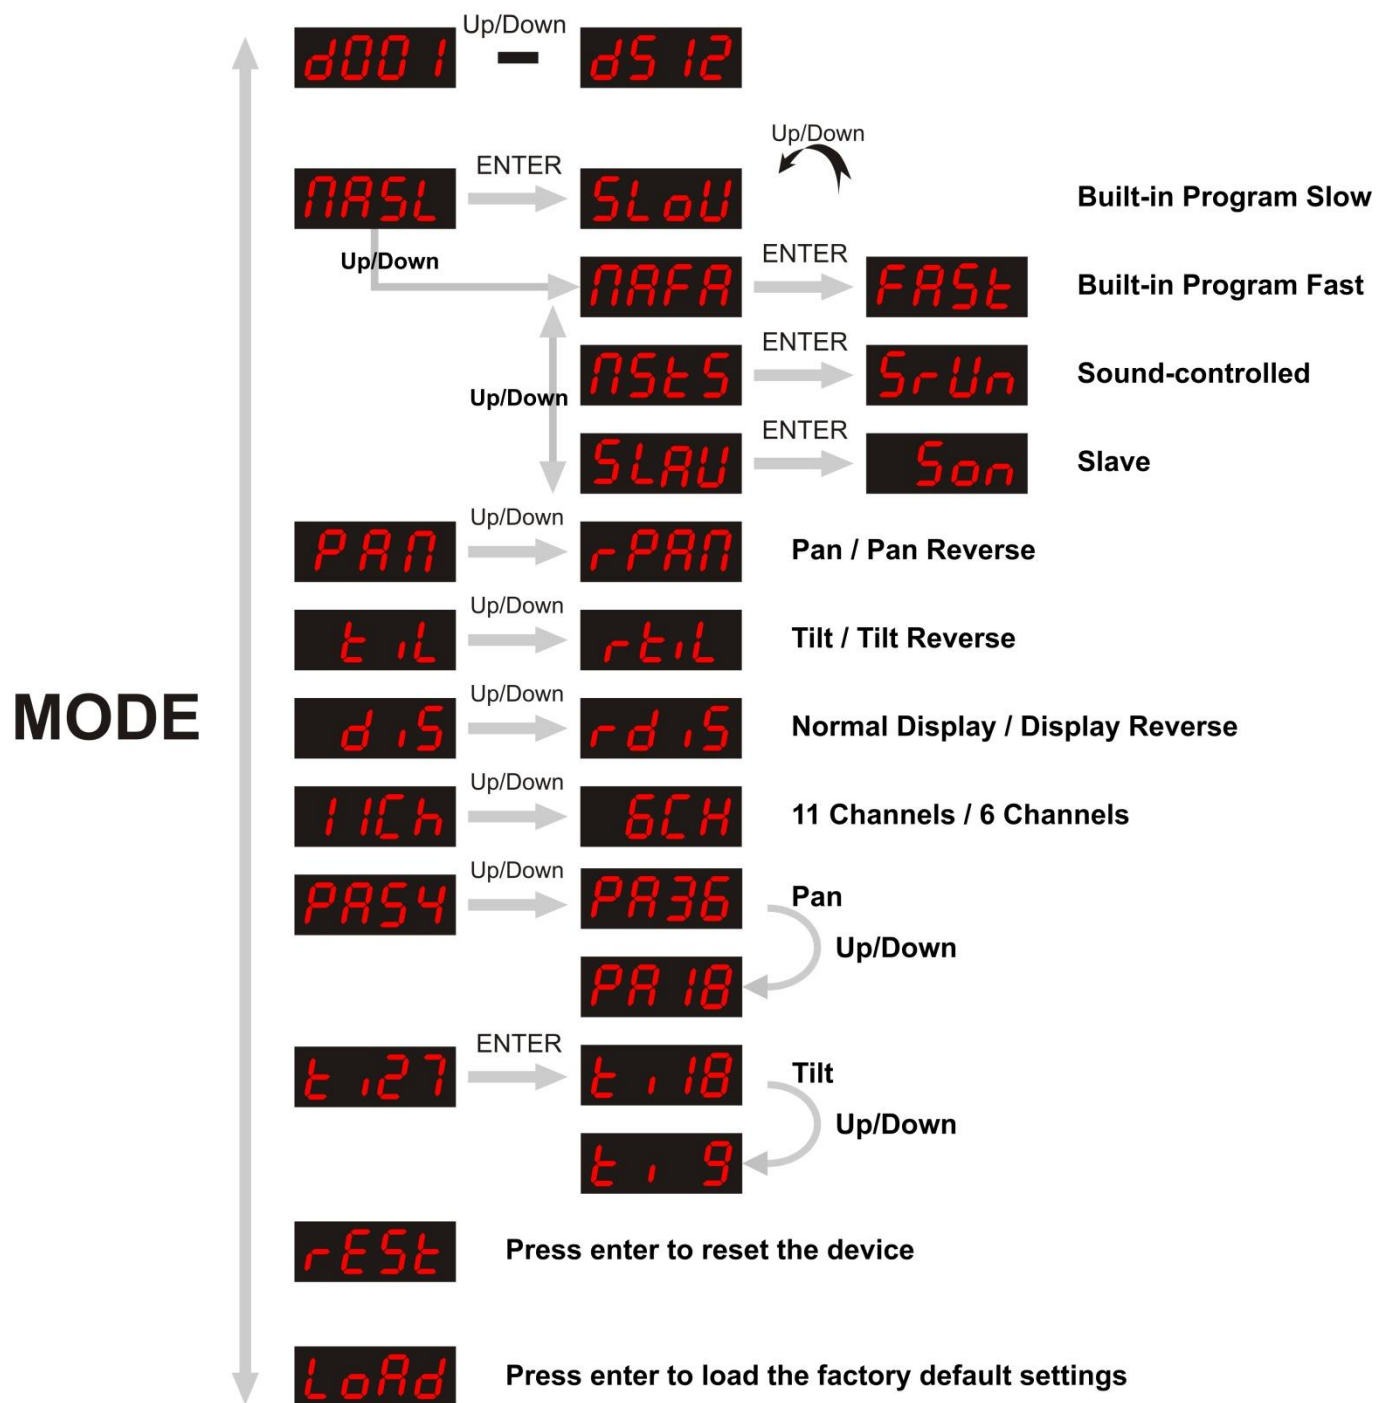 Up/Down
d001 d512
Up/Down
ENTER
MASL SLoU Built-in Program Slow
Up/Down ENTER
MAFA FASt Built-in Program Fast
ENTER
MStS SrUn Sound-controlled
Up/Down
ENTER
SLAU Son Slave
Up/Down
PAN rPAN Pan / Pan Reverse
Up/Down
tiL rtiL Tilt / Tilt Reverse
Up/Down
MODE
diS rdiS Normal Display / Display Reverse
Up/Down
11Ch 6CH 11 Channels / 6 Channels
Up/Down
PA54 PA36 Pan
Up/Down
PA18
ENTER
ti27 ti18 Tilt
Up/Down
ti 9
rESt Press enter to reset the device
LoAd Press enter to load the factory default settings